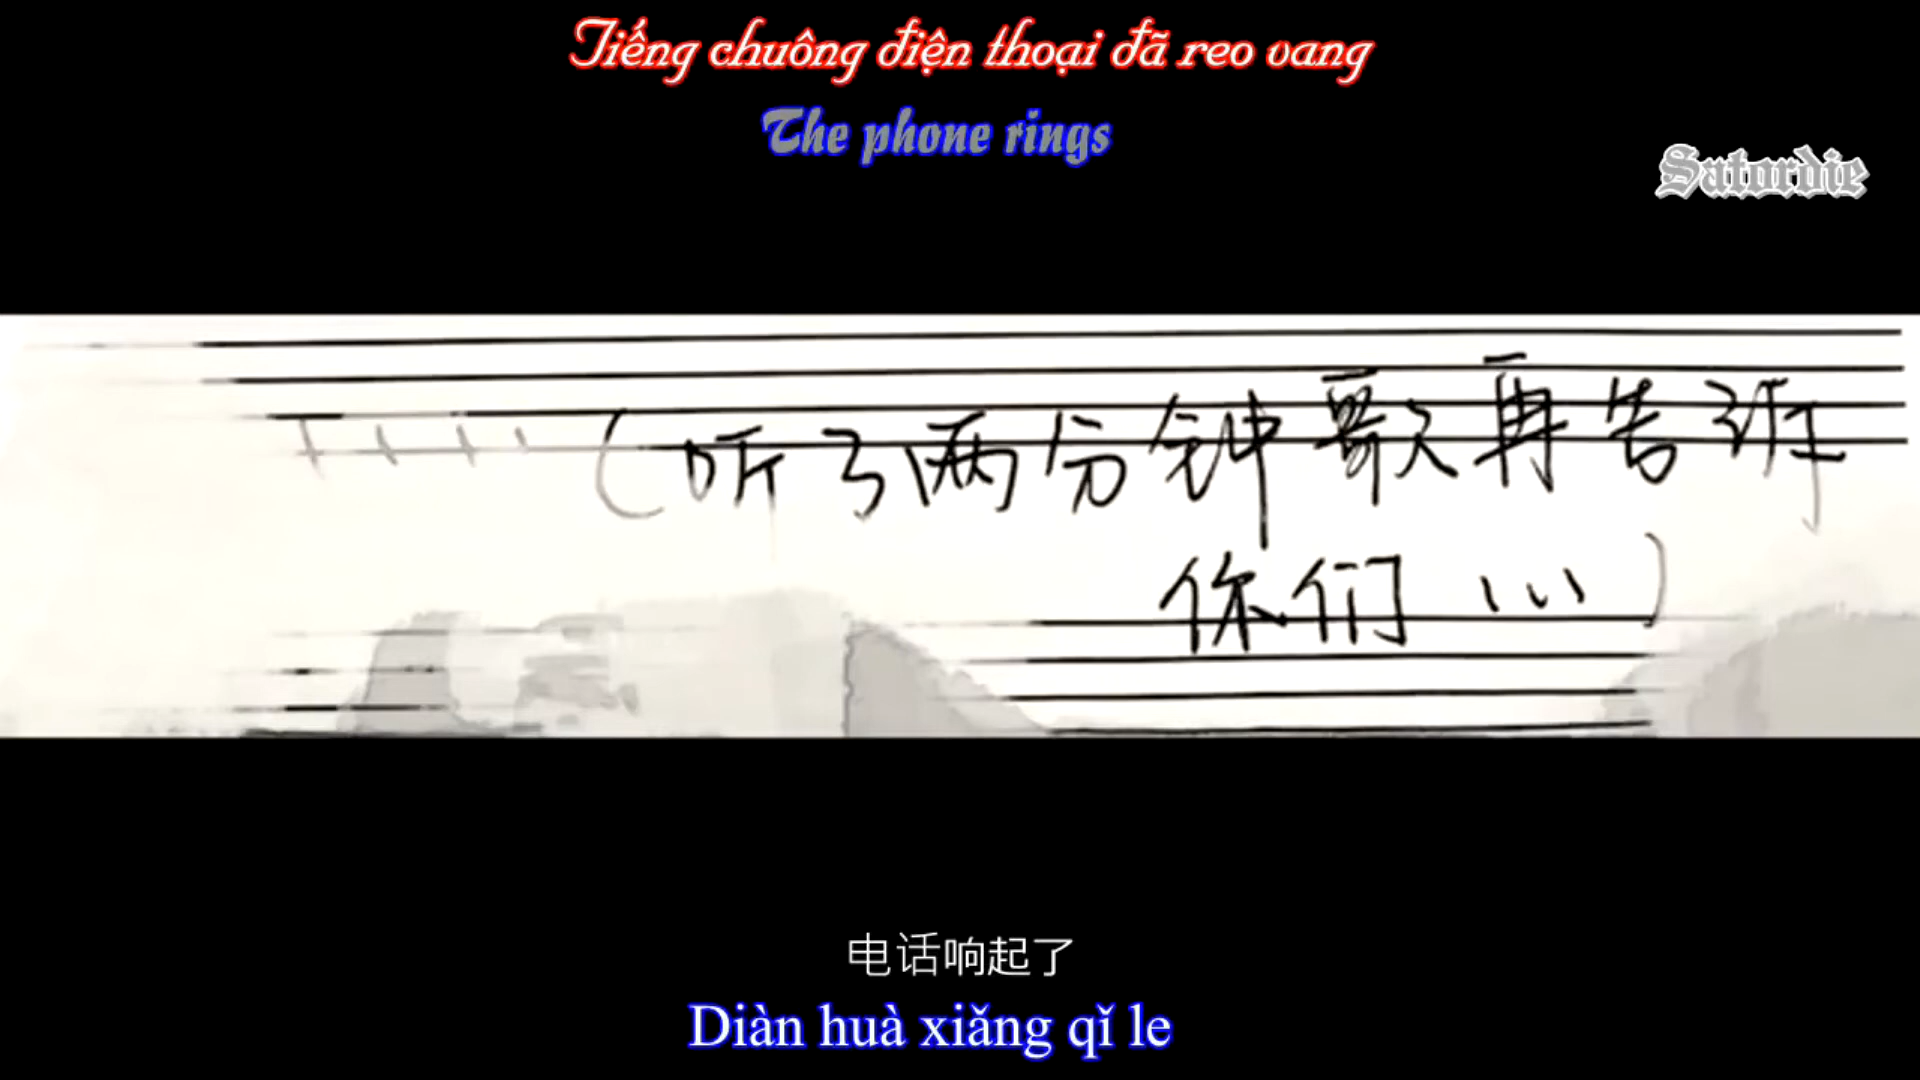 Tiếng chuông điện thoại đã reo vang
The phone rings
Satordie
（听了两分钟歌再告诉
你们 ...）
电话响起了
Diàn huà xiǎng qǐ le